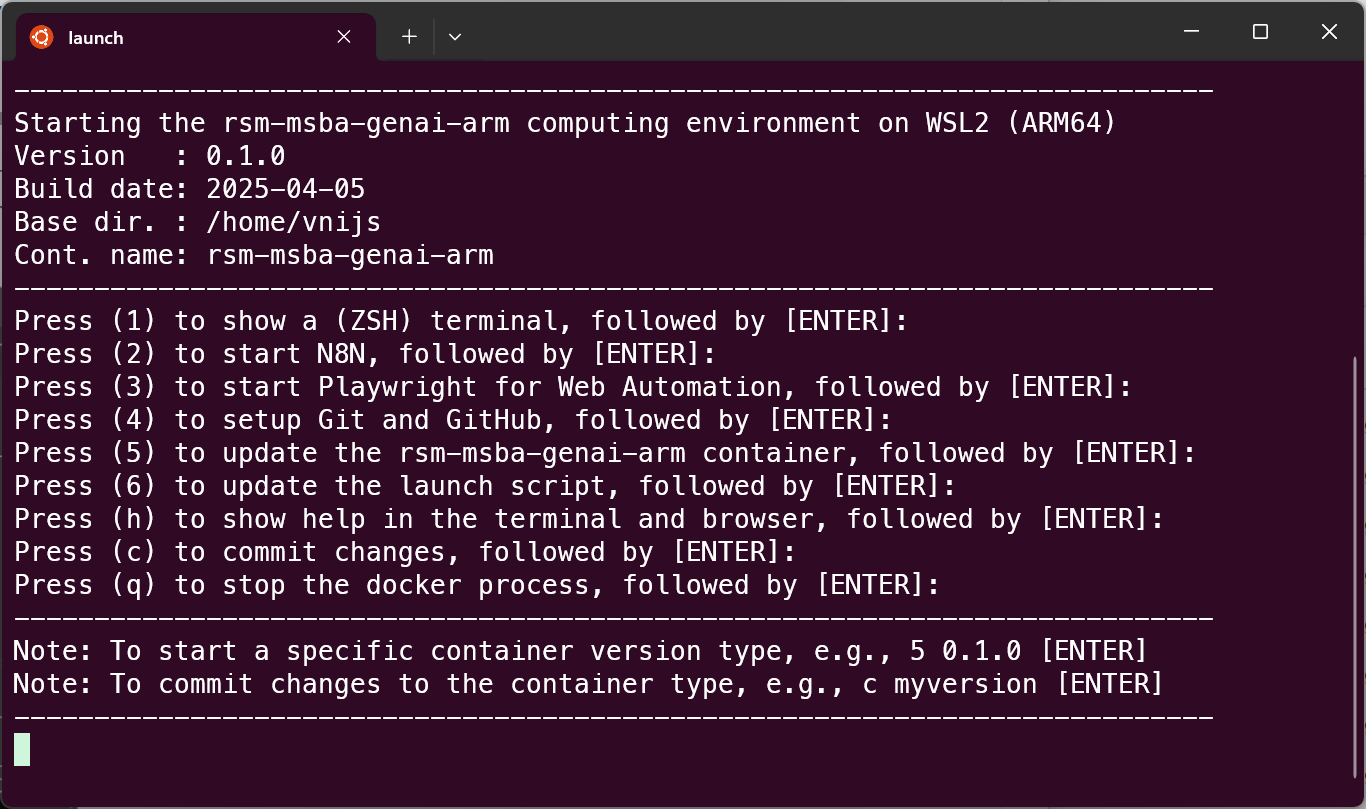 launch
---------------------------------------------------------------------------
Starting the rsm-msba-genai-arm computing environment on WSL2 (ARM64)
Version   : 0.1.0
Build date: 2025-04-05
Base dir. : /home/vnijs
Cont. name: rsm-msba-genai-arm
---------------------------------------------------------------------------
Press (1) to show a (ZSH) terminal, followed by [ENTER]:
Press (2) to start N8N, followed by [ENTER]:
Press (3) to start Playwright for Web Automation, followed by [ENTER]:
Press (4) to setup Git and GitHub, followed by [ENTER]:
Press (5) to update the rsm-msba-genai-arm container, followed by [ENTER]:
Press (6) to update the launch script, followed by [ENTER]:
Press (h) to show help in the terminal and browser, followed by [ENTER]:
Press (c) to commit changes, followed by [ENTER]:
Press (q) to stop the docker process, followed by [ENTER]:
---------------------------------------------------------------------------
Note: To start a specific container version type, e.g., 5 0.1.0 [ENTER]
Note: To commit changes to the container type, e.g., c myversion [ENTER]
---------------------------------------------------------------------------